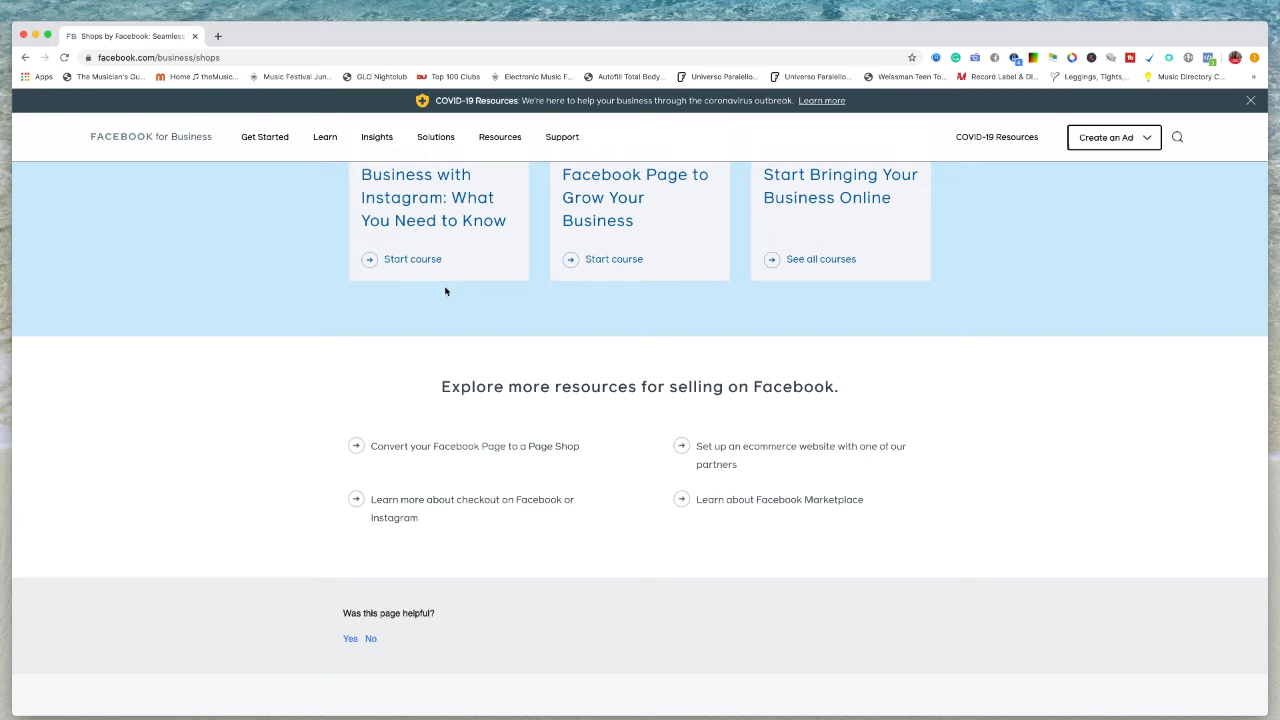 FB Shops by Facebook: Seamless
facebook.com/business/shops
Apps The Musician's Gu... Home ♫ theMusic... Music Festival Jun... GLO Nightclub Top 100 Clubs Electronic Music F... Autofill Total Body... Universo Paralello... Universo Paralello... Weissman Teen To... Record Label & Di... Leggings, Tights,... Music Directory C... »
COVID-19 Resources: We're here to help your business through the coronavirus outbreak. Learn more
FACEBOOK for Business Get Started Learn Insights Solutions Resources Support COVID-19 Resources Create an Ad
Business with
Instagram: What
You Need to Know
Start course
Facebook Page to
Grow Your
Business
Start course
Start Bringing Your
Business Online
See all courses
Explore more resources for selling on Facebook.
Convert your Facebook Page to a Page Shop
Set up an ecommerce website with one of our
partners
Learn more about checkout on Facebook or
Instagram
Learn about Facebook Marketplace
Was this page helpful?
Yes No